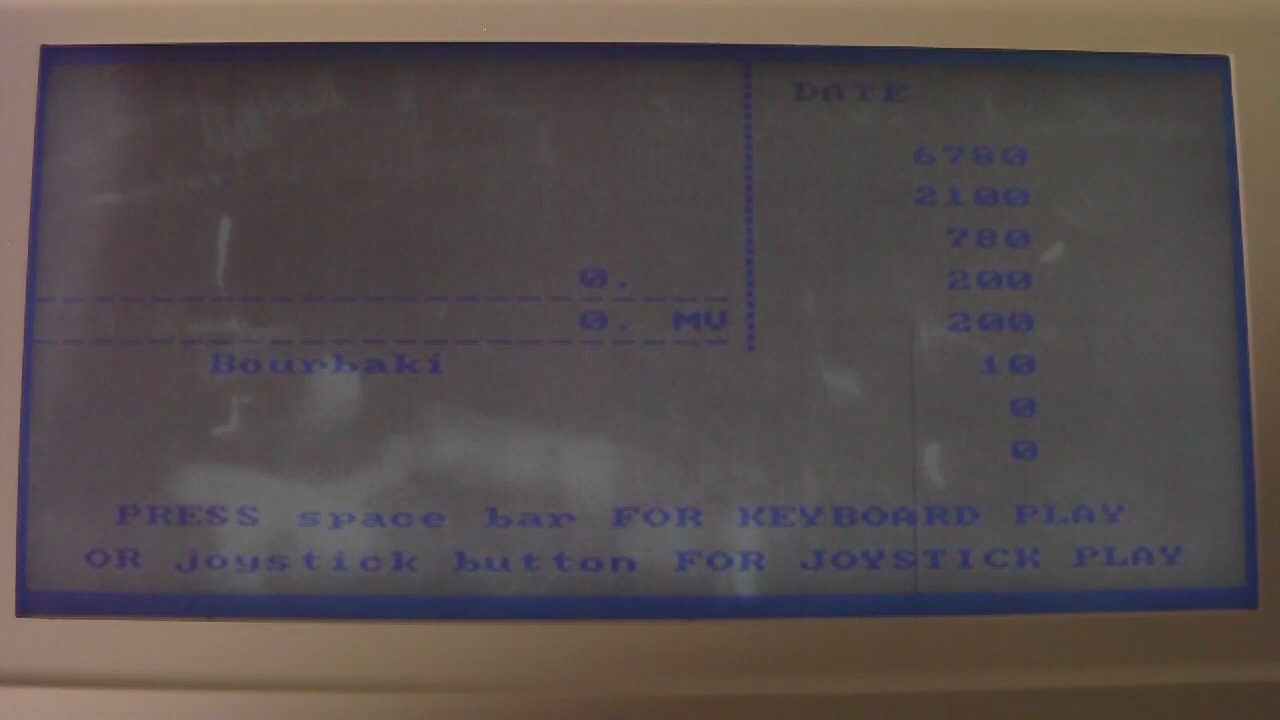 DATE
6780
2100
780
0. 200
0. MV 200
Bourbaki 10
0
0
PRESS space bar FOR KEYBOARD PLAY
OR joystick button FOR JOYSTICK PLAY